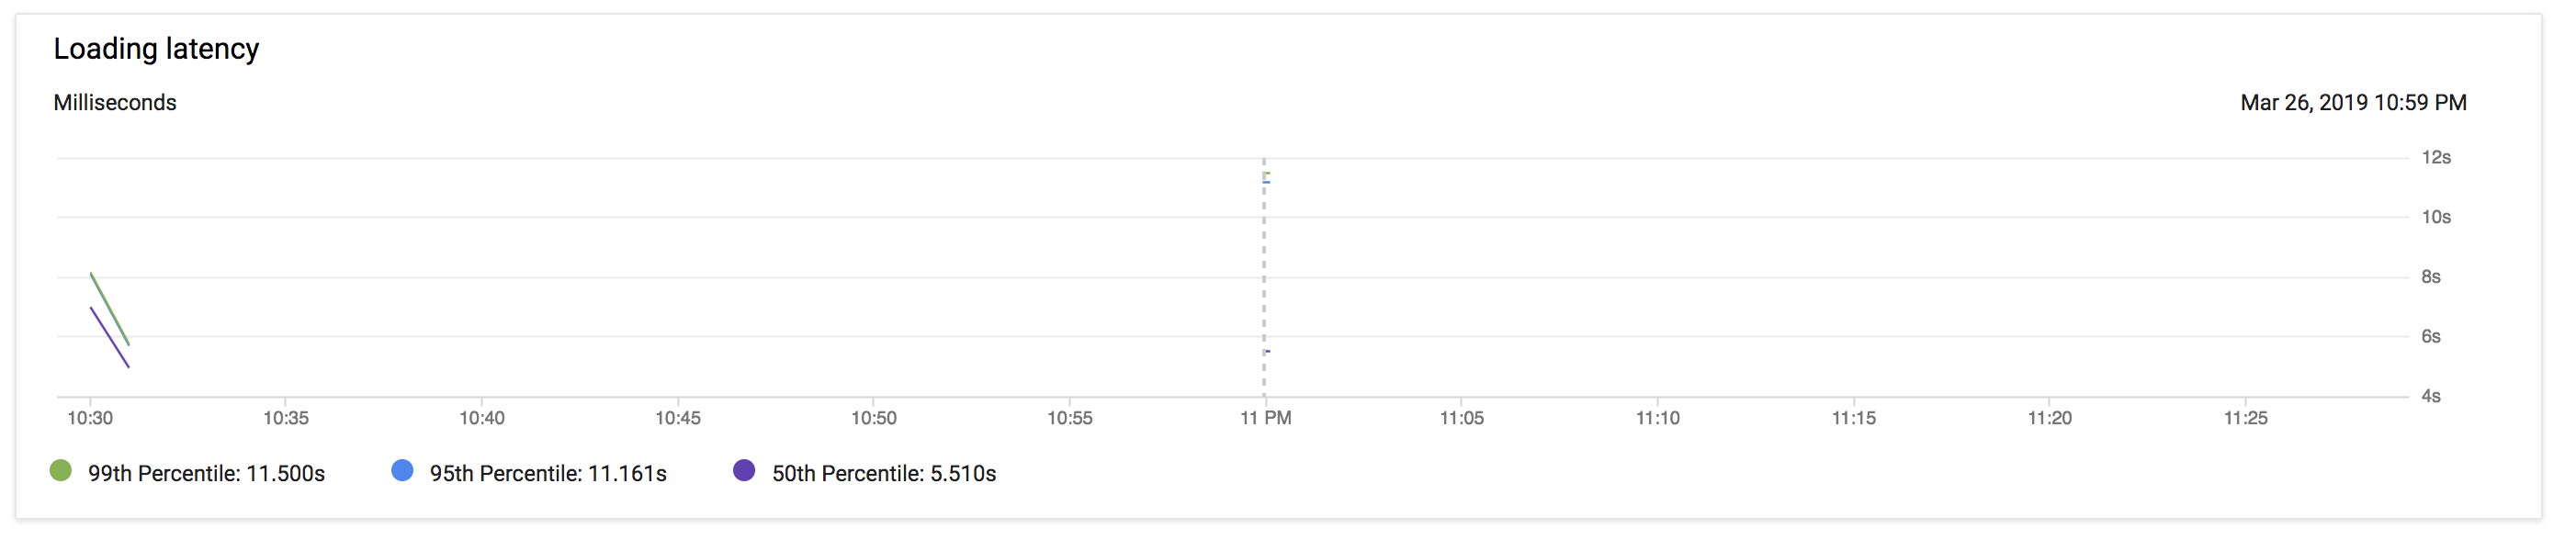 Loading latency
Milliseconds
Mar 26, 2019 10:59 PM
12s
10s
8s
6s
4s
10:30 10:35 10:40 10:45 10:50 10:55 11 PM 11:05 11:10 11:15 11:20 11:25
99th Percentile: 11.500s 95th Percentile: 11.161s 50th Percentile: 5.510s